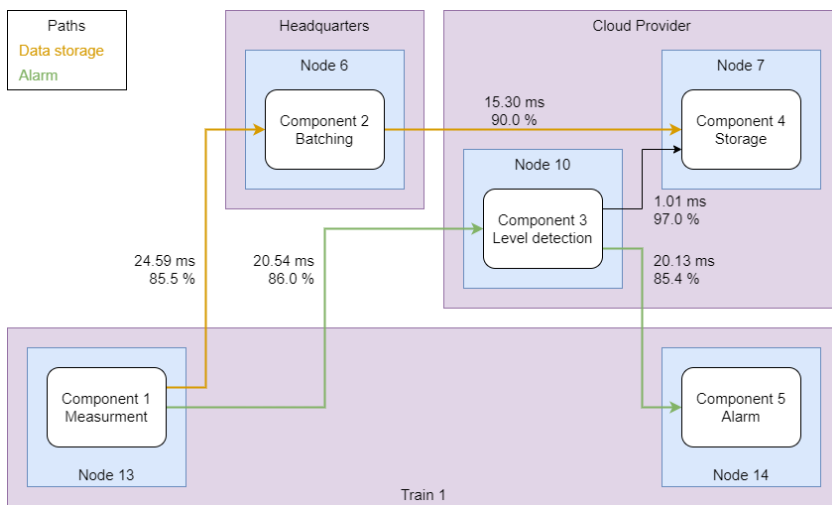 Paths
Data storage
Alarm
Headquarters
Node 6
Component 2
Batching
Cloud Provider
Node 7
Component 4
Storage
15.30 ms
90.0 %
Node 10
Component 3
Level detection
1.01 ms
97.0 %
24.59 ms
85.5 %
20.54 ms
86.0 %
20.13 ms
85.4 %
Component 1
Measurment
Node 13
Component 5
Alarm
Node 14
Train 1